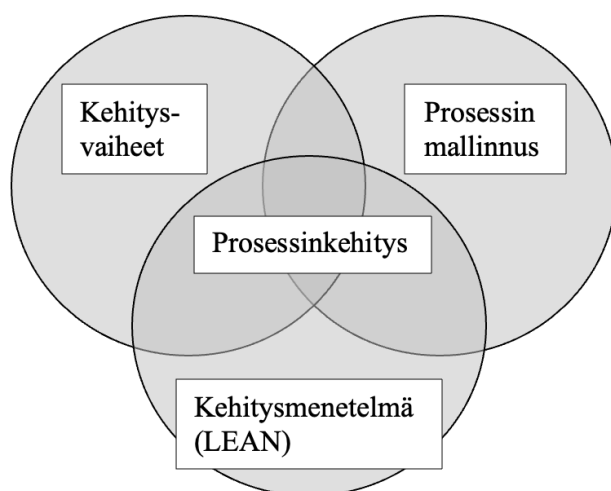 Kehitys-
vaiheet
Prosessin
mallinnus
Prosessinkehitys
Kehitysmenetelmä
(LEAN)